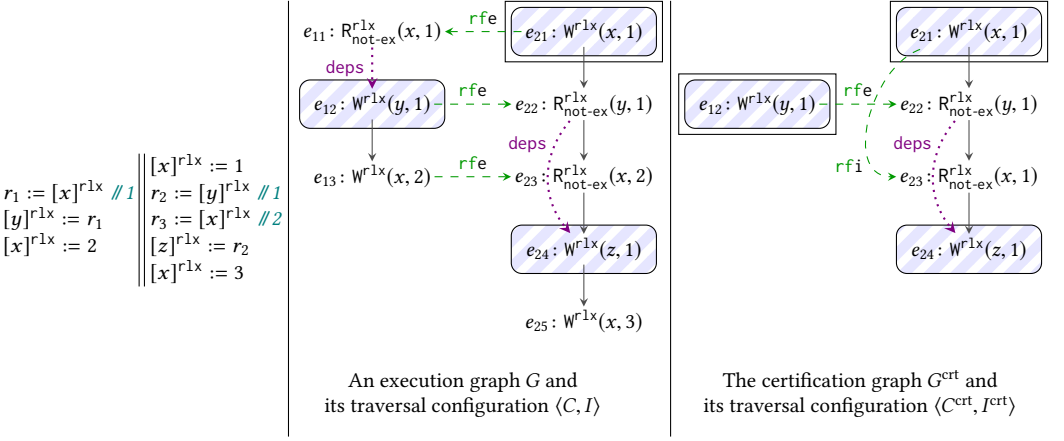 r₁ := [x]^rlx // 1
[y]^rlx := r₁
[x]^rlx := 2
[x]^rlx := 1
r₂ := [y]^rlx // 1
r₃ := [x]^rlx // 2
[z]^rlx := r₂
[x]^rlx := 3
e₁₁ : R^rlx_not-ex(x, 1)
rfe
e₂₁ : W^rlx(x, 1)
deps
e₁₂ : W^rlx(y, 1)
rfe
e₂₂ : R^rlx_not-ex(y, 1)
deps
e₁₃ : W^rlx(x, 2)
rfe
e₂₃ : R^rlx_not-ex(x, 2)
e₂₄ : W^rlx(z, 1)
e₂₅ : W^rlx(x, 3)
An execution graph G and
its traversal configuration ⟨C, I⟩
e₂₁ : W^rlx(x, 1)
e₁₂ : W^rlx(y, 1)
rfe
e₂₂ : R^rlx_not-ex(y, 1)
deps
rfi
e₂₃ : R^rlx_not-ex(x, 1)
e₂₄ : W^rlx(z, 1)
The certification graph G^crt and
its traversal configuration ⟨C^crt, I^crt⟩